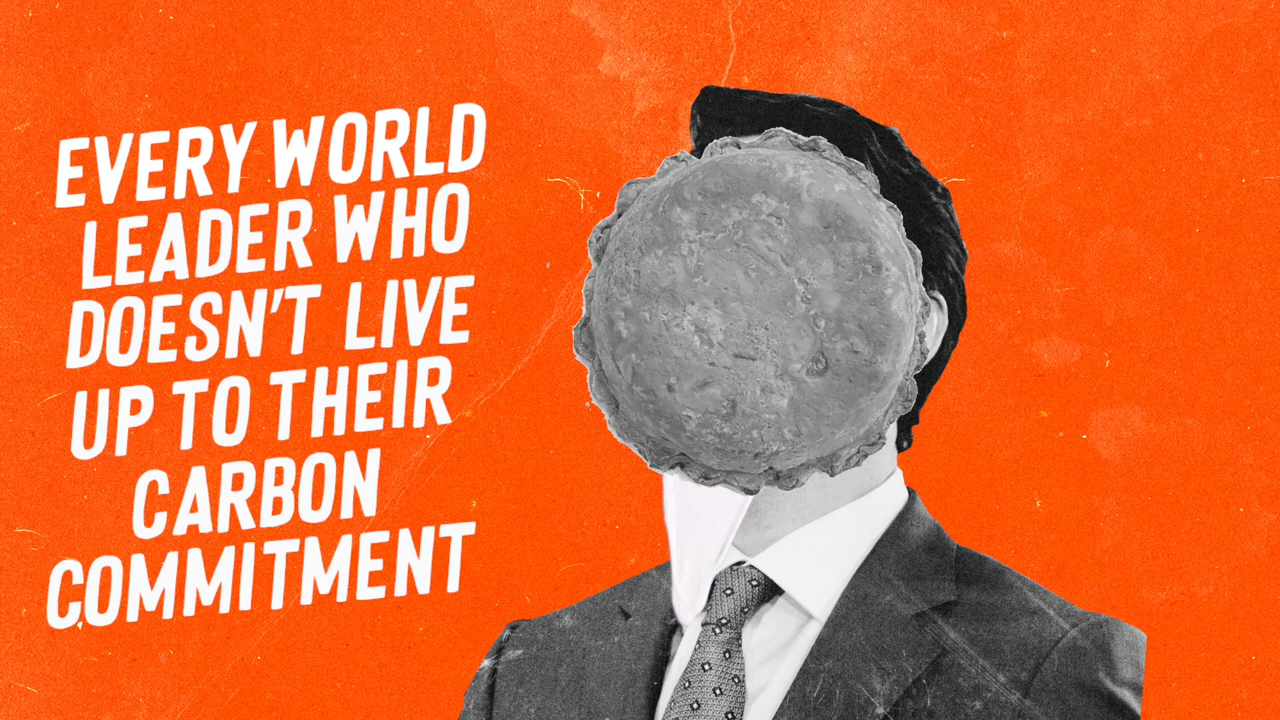 EVERY WORLD
LEADER WHO
DOESN'T LIVE
UP TO THEIR
CARBON
COMMITMENT